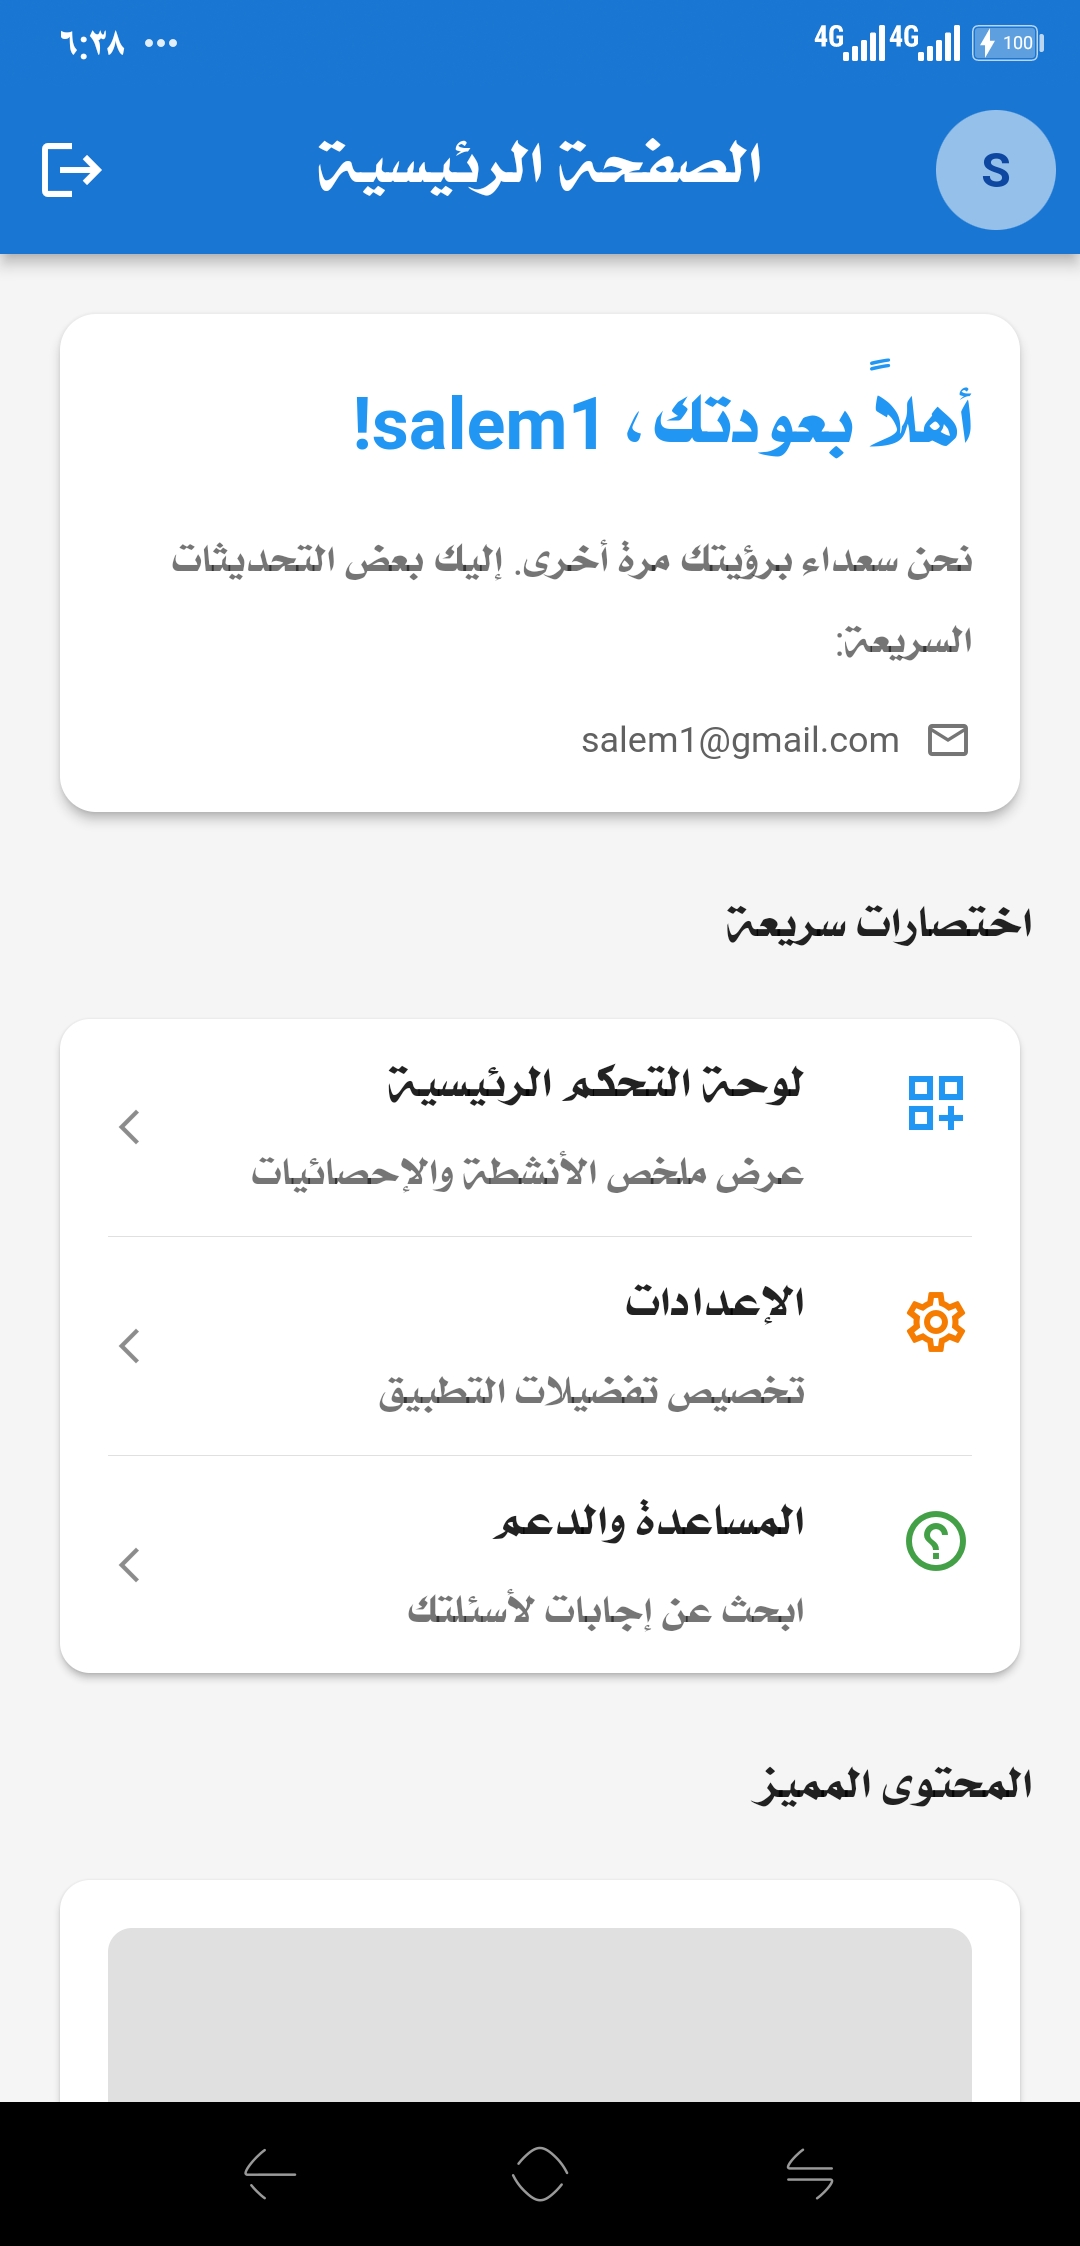 ٦:٣٨
4G 4G 100
S
الصفحة الرئيسية
أهلاً بعودتك، salem1!
نحن سعداء برؤيتك مرة أخرى. إليك بعض التحديثات
السريعة:
salem1@gmail.com
اختصارات سريعة
لوحة التحكم الرئيسية
عرض ملخص الأنشطة والإحصائيات
الإعدادات
تخصيص تفضيلات التطبيق
المساعدة والدعم
ابحث عن إجابات لأسئلتك
المحتوى المميز